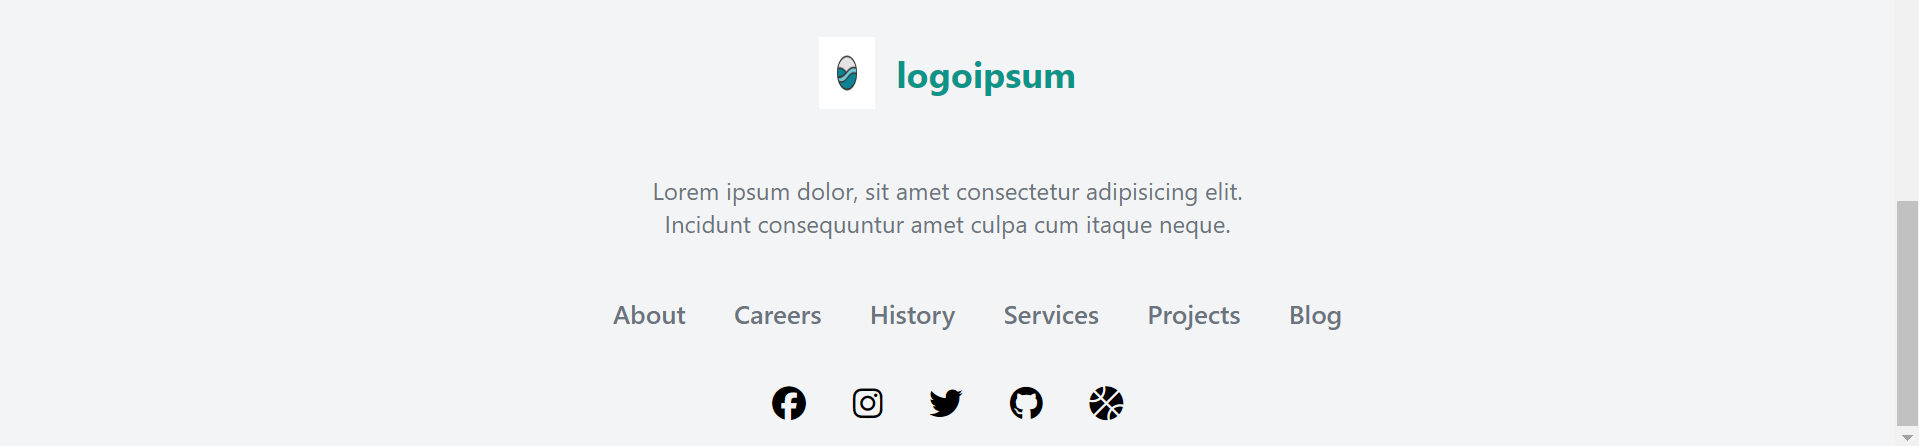 logoipsum
Lorem ipsum dolor, sit amet consectetur adipisicing elit.
Incidunt consequuntur amet culpa cum itaque neque.
About Careers History Services Projects Blog